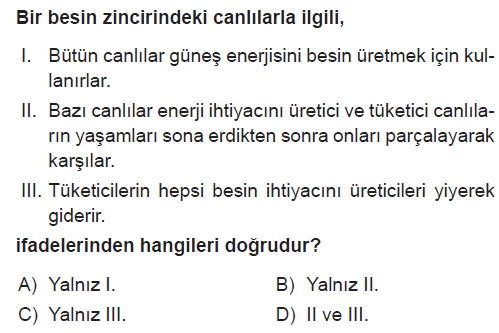 Bir besin zincirindeki canlılarla ilgili,
I. Bütün canlılar güneş enerjisini besin üretmek için kul-
lanırlar.
II. Bazı canlılar enerji ihtiyacını üretici ve tüketici canlıla-
rın yaşamları sona erdikten sonra onları parçalayarak
karşılar.
III. Tüketicilerin hepsi besin ihtiyacını üreticileri yiyerek
giderir.
ifadelerinden hangileri doğrudur?
A) Yalnız I. B) Yalnız II.
C) Yalnız III. D) II ve III.